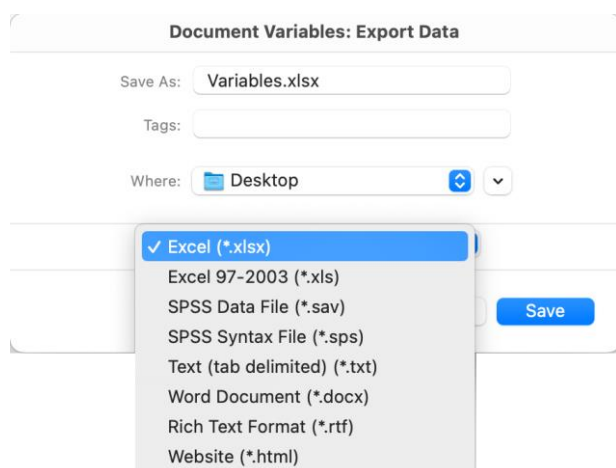 Document Variables: Export Data
Save As: Variables.xlsx
Tags:
Where: Desktop
✓ Excel (*.xlsx)
Excel 97-2003 (*.xls)
SPSS Data File (*.sav)
Save
SPSS Syntax File (*.sps)
Text (tab delimited) (*.txt)
Word Document (*.docx)
Rich Text Format (*.rtf)
Website (*.html)